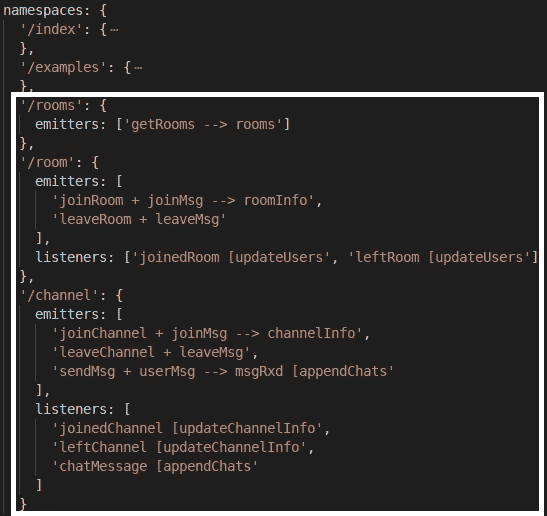 namespaces: {
'/index': {⋯
},
'/examples': {⋯
},
'/rooms': {
emitters: ['getRooms --> rooms']
},
'/room': {
emitters: [
'joinRoom + joinMsg --> roomInfo',
'leaveRoom + leaveMsg'
],
listeners: ['joinedRoom [updateUsers', 'leftRoom [updateUsers']
},
'/channel': {
emitters: [
'joinChannel + joinMsg --> channelInfo',
'leaveChannel + leaveMsg',
'sendMsg + userMsg --> msgRxd [appendChats'
],
listeners: [
'joinedChannel [updateChannelInfo',
'leftChannel [updateChannelInfo',
'chatMessage [appendChats'
]
}